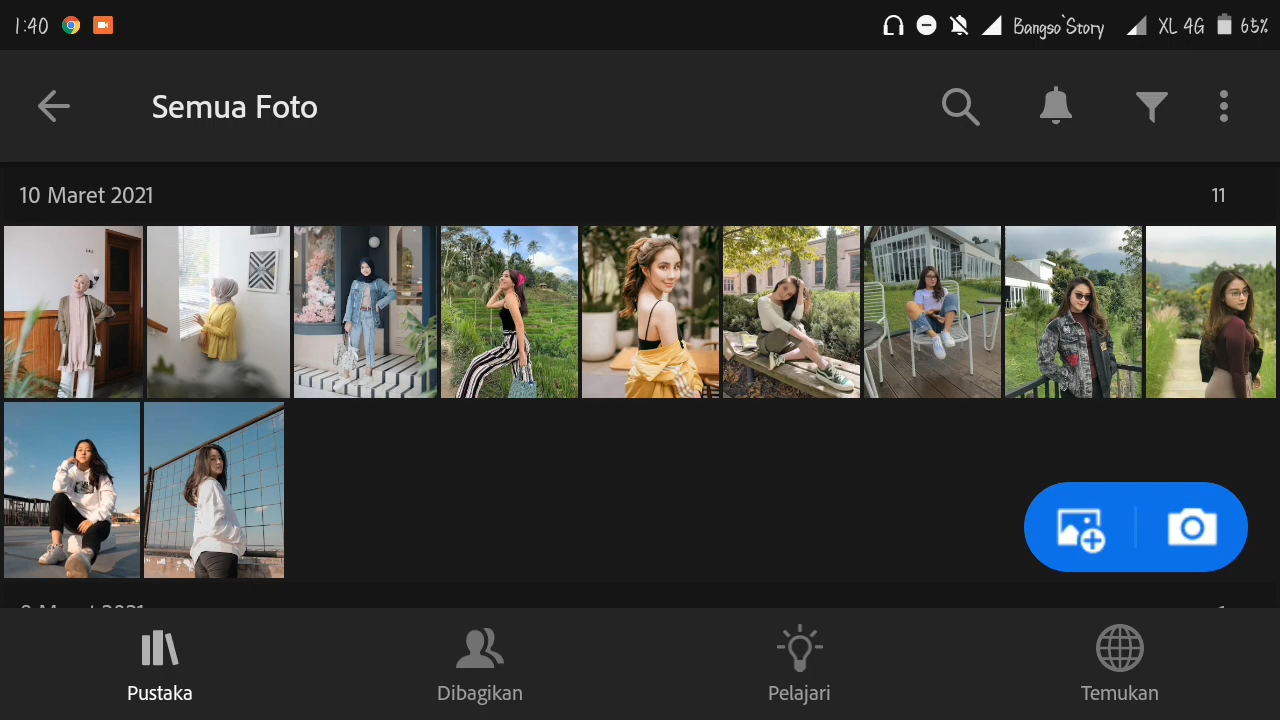 1:40 Bangso`Story XL 4G 65%
Semua Foto
10 Maret 2021 11
Pustaka Dibagikan Pelajari Temukan